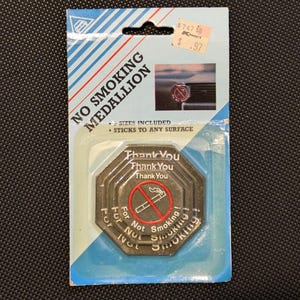 $ .97
NO SMOKING
MEDALLION
SIZES INCLUDED
• STICKS TO ANY SURFACE
Thank You
Thank You
Thank You
For Not Smoking!
For Not Smoking!
For Not Smoking!